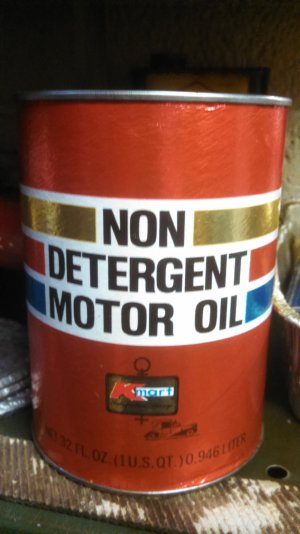 NON
DETERGENT
MOTOR OIL
Kmart
NET 32 FL. OZ. (1 U.S. QT.) 0.946 LITER